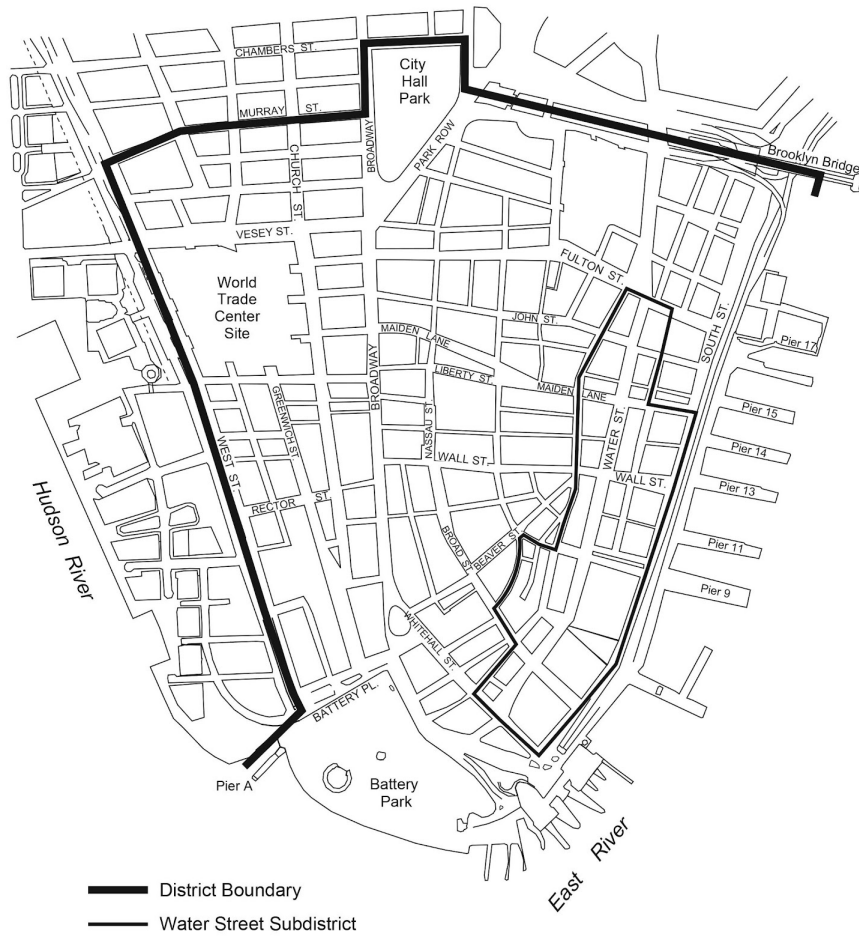 CHAMBERS ST.
City
Hall
Park
MURRAY ST.
BROADWAY
PARK ROW
Brooklyn Bridge
CHURCH ST.
VESEY ST.
FULTON ST.
World
Trade
Center
Site
JOHN ST.
SOUTH ST.
MAIDEN LANE
Pier 17
BROADWAY
LIBERTY ST.
MAIDEN LANE
GREENWICH ST.
NASSAU ST.
WATER ST.
Pier 15
WEST ST.
WALL ST.
Pier 14
WALL ST.
Pier 13
RECTOR ST.
Hudson River
BROAD ST.
BEAVER ST.
Pier 11
Pier 9
WHITEHALL ST.
BATTERY PL.
Pier A
Battery
Park
East River
District Boundary
Water Street Subdistrict